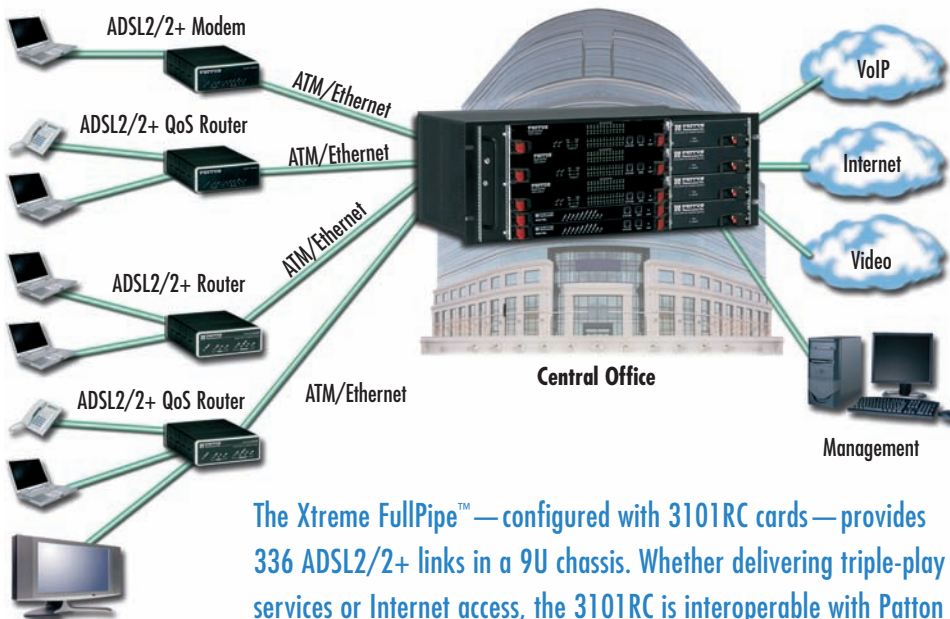 ADSL2/2+ Modem
ATM/Ethernet
VoIP
ADSL2/2+ QoS Router
ATM/Ethernet
Internet
ATM/Ethernet
ADSL2/2+ Router
Video
Central Office
ADSL2/2+ QoS Router
ATM/Ethernet
Management
The Xtreme FullPipe™—configured with 3101RC cards—provides
336 ADSL2/2+ links in a 9U chassis. Whether delivering triple-play
services or Internet access, the 3101RC is interoperable with Patton